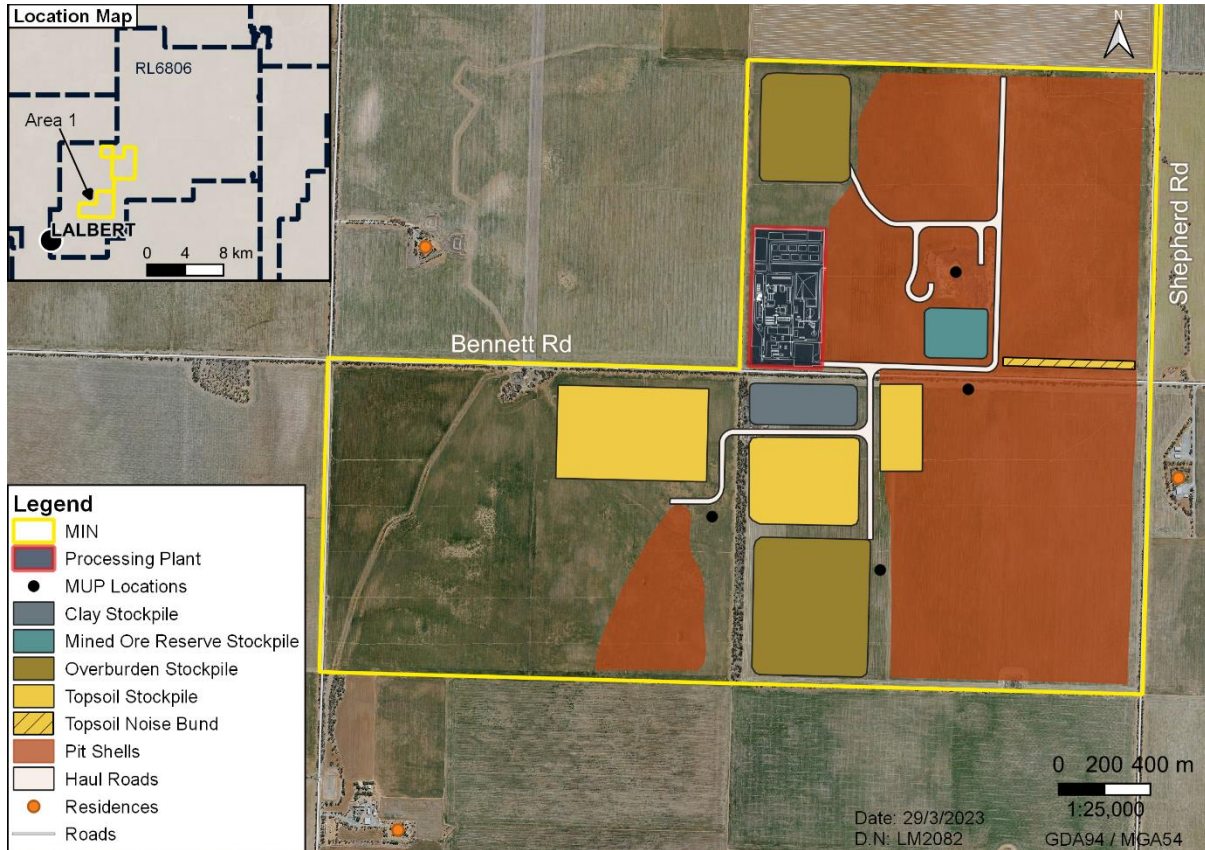 Location Map
RL6806
Area 1
LALBERT
0 4 8 km
N
Shepherd Rd
Bennett Rd
Legend
MIN
Processing Plant
MUP Locations
Clay Stockpile
Mined Ore Reserve Stockpile
Overburden Stockpile
Topsoil Stockpile
Topsoil Noise Bund
Pit Shells
Haul Roads
Residences
Roads
0 200 400 m
1:25,000
Date: 29/3/2023
D.N: LM2082
GDA94 / MGA54